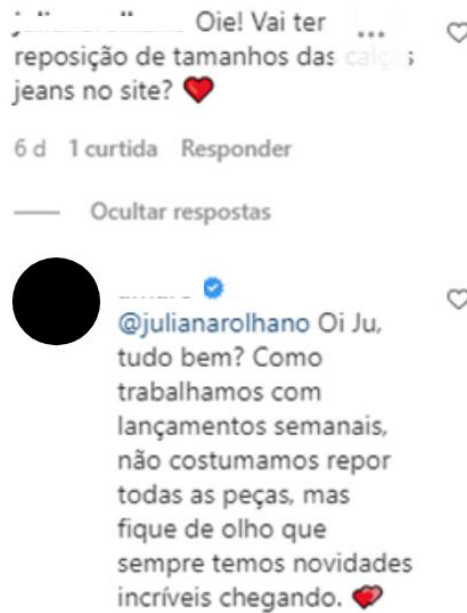 Oie! Vai ter ...
reposição de tamanhos das calças
jeans no site? ❤️
6 d 1 curtida Responder
Ocultar respostas
@julianarolhano Oi Ju,
tudo bem? Como
trabalhamos com
lançamentos semanais,
não costumamos repor
todas as peças, mas
fique de olho que
sempre temos novidades
incríveis chegando. 💕